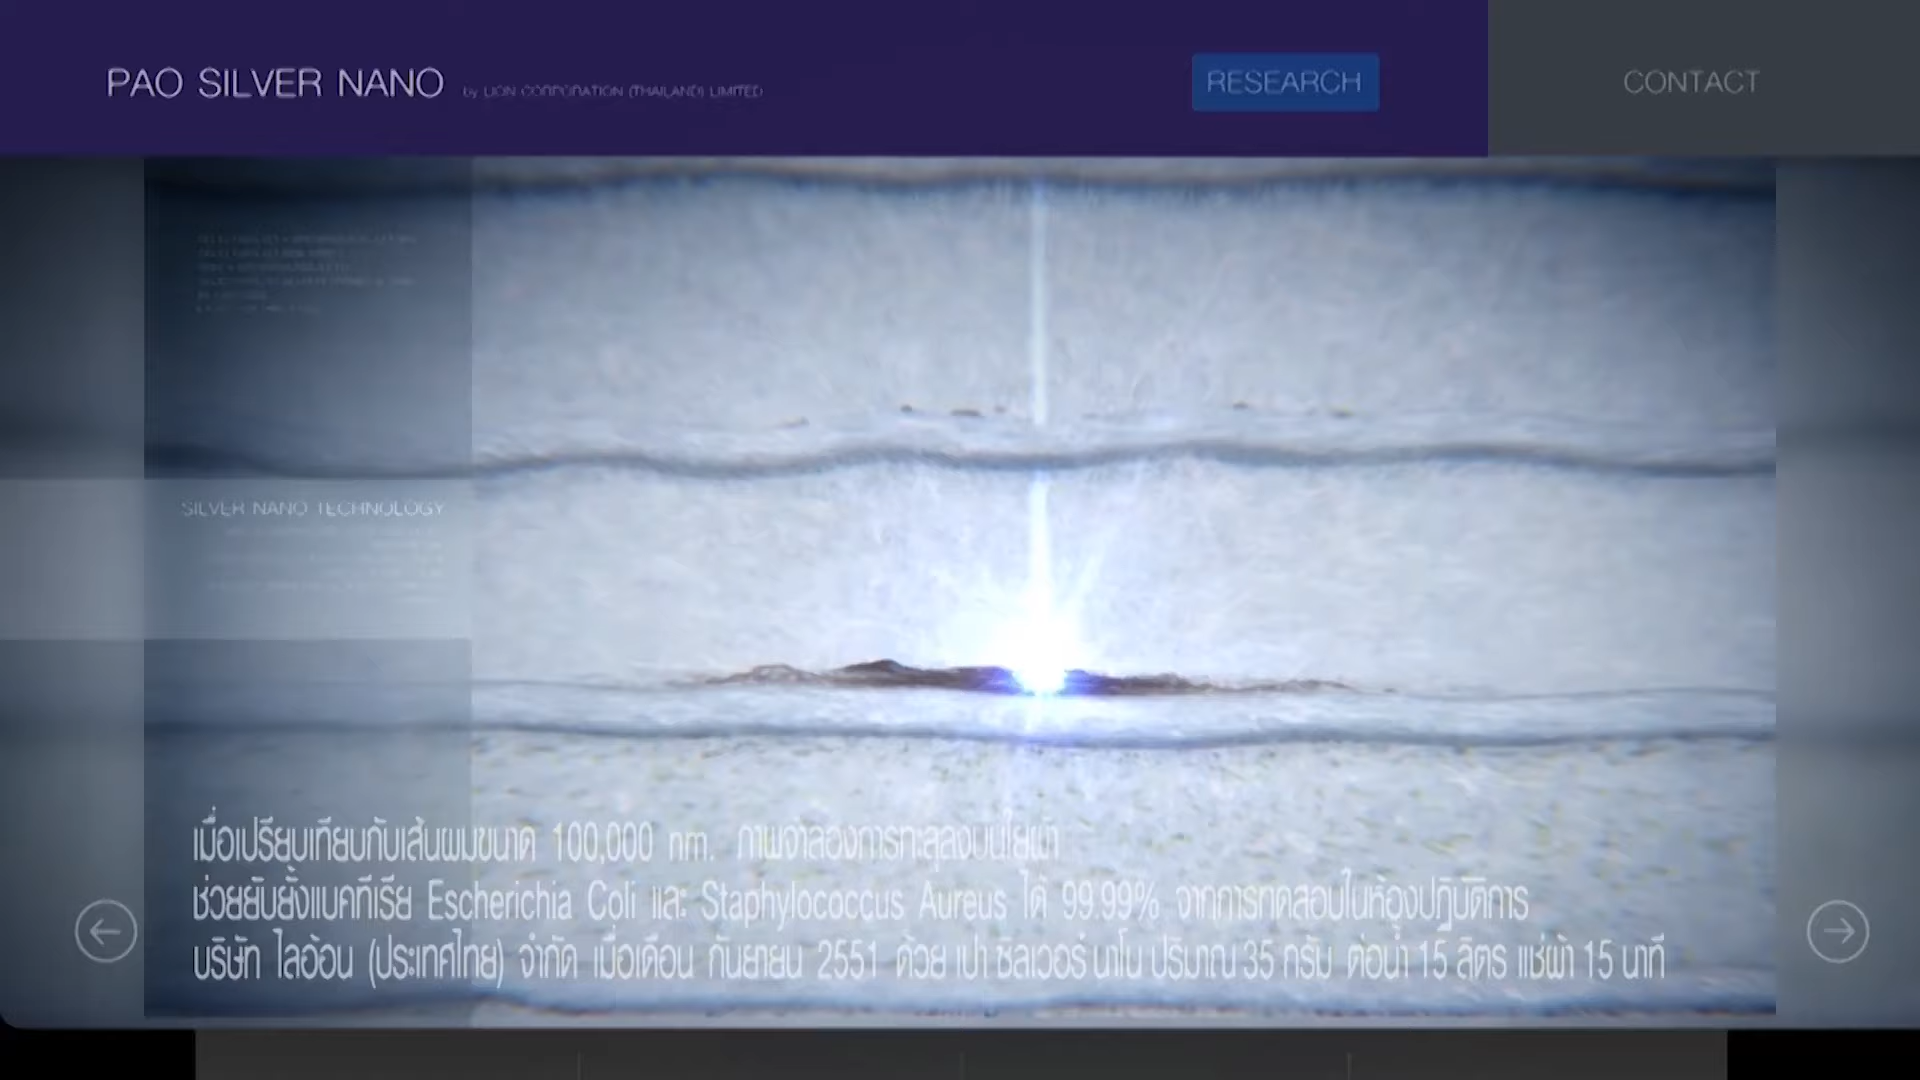 PAO SILVER NANO by LION CORPORATION (THAILAND) LIMITED
RESEARCH
CONTACT
SILVER NANO TECHNOLOGY
เมื่อเปรียบเทียบกับเส้นผมขนาด 100,000 nm. ภาพจำลองการทะลุลงบนใยผ้า
ช่วยยับยั้งแบคทีเรีย Escherichia Coli และ Staphylococcus Aureus ได้ 99.99% จากการทดสอบในห้องปฏิบัติการ
บริษัท ไลอ้อน (ประเทศไทย) จำกัด เมื่อเดือน กันยายน 2551 ด้วย เปา ซิลเวอร์ นาโน ปริมาณ 35 กรัม ต่อน้ำ 15 ลิตร แช่ผ้า 15 นาที